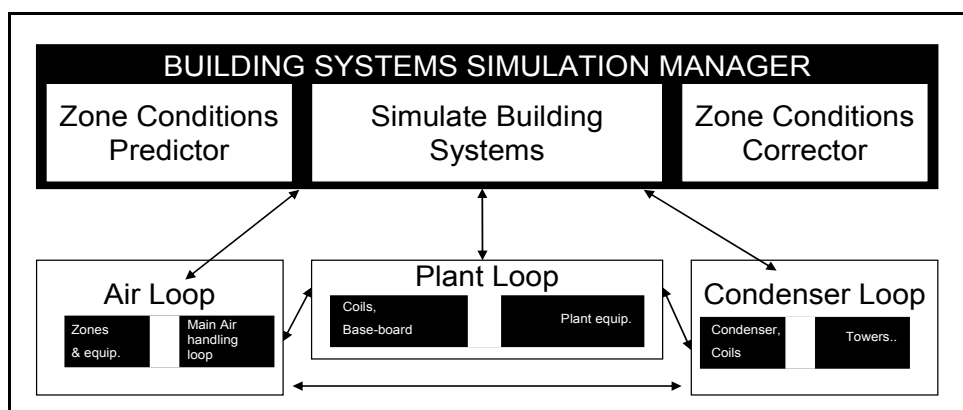 BUILDING SYSTEMS SIMULATION MANAGER
Zone Conditions
Predictor
Simulate Building
Systems
Zone Conditions
Corrector
Air Loop
Zones
& equip.
Main Air
handling
loop
Plant Loop
Coils,
Base-board
Plant equip.
Condenser Loop
Condenser,
Coils
Towers..